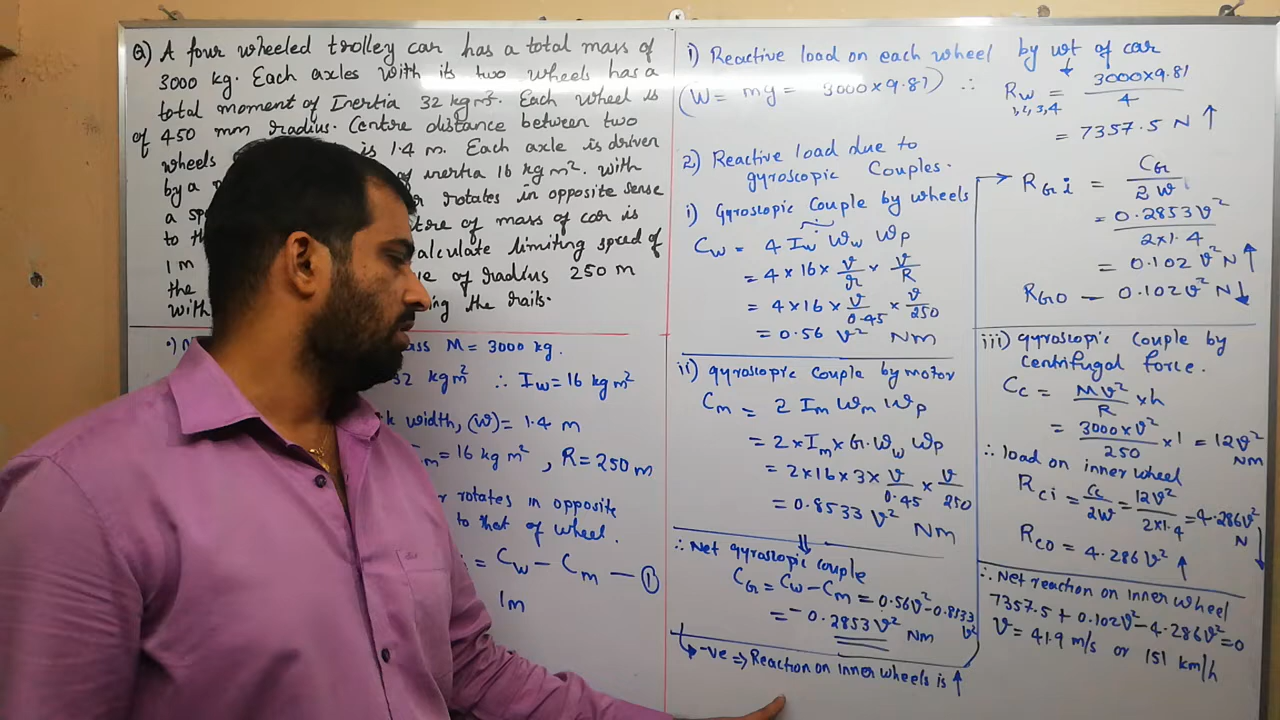 Q) A four wheeled trolley car has a total mass of
3000 kg. Each axles with its two wheels has a
total moment of Inertia 32 kgm². Each wheel is
of 450 mm radius. Centre distance between two
wheels is 1.4 m. Each axle is driven
by a of inertia 16 kgm². with
a sp r rotates in opposite sense
to th tre of mass of car is
1 m alculate limiting speed of
the e of radius 250 m
with ing the rails.
ass M = 3000 kg.
32 kgm² ∴ Iw = 16 kgm²
k width, (w) = 1.4 m
m = 16 kgm² , R = 250 m
r rotates in opposite
to that of wheel.
= Cw - Cm — ①
1m
1) Reactive load on each wheel by wt of car
(W = mg = 3000×9.81) ∴ Rw 1,2,3,4 = 3000×9.81 / 4
= 7357.5 N ↑
2) Reactive load due to
gyroscopic Couples.
i) Gyroscopic Couple by wheels
Cw = 4 Iw ωw ωp
= 4×16× v/r × v/R
= 4×16× v/0.45 × v/250
= 0.56 v² Nm
ii) gyroscopic couple by motor
Cm = 2 Im ωm ωp
= 2×Im×G.ωw ωp
= 2×16×3× v/0.45 × v/250
= 0.8533 v² Nm
∴ Net gyroscopic couple
CG = Cw - Cm = 0.56v² - 0.8533 v²
= - 0.2853 v² Nm
-ve ⇒ Reaction on inner wheels is ↑
RGi = CG / 2w
= 0.2853v² / 2×1.4
= 0.102 v² N ↑
RGO — 0.102v² N ↓
iii) gyroscopic couple by
centrifugal force.
Cc = Mv²/R ×h
= 3000×v²/250 ×1 = 12v² Nm
∴ load on inner wheel
Rci = Cc/2w = 12v²/2×1.4 = 4.286v² N ↓
Rco = 4.286 v² ↑
∴ Net reaction on inner wheel
7357.5 + 0.102v² - 4.286v² = 0
v = 41.9 m/s or 151 km/h